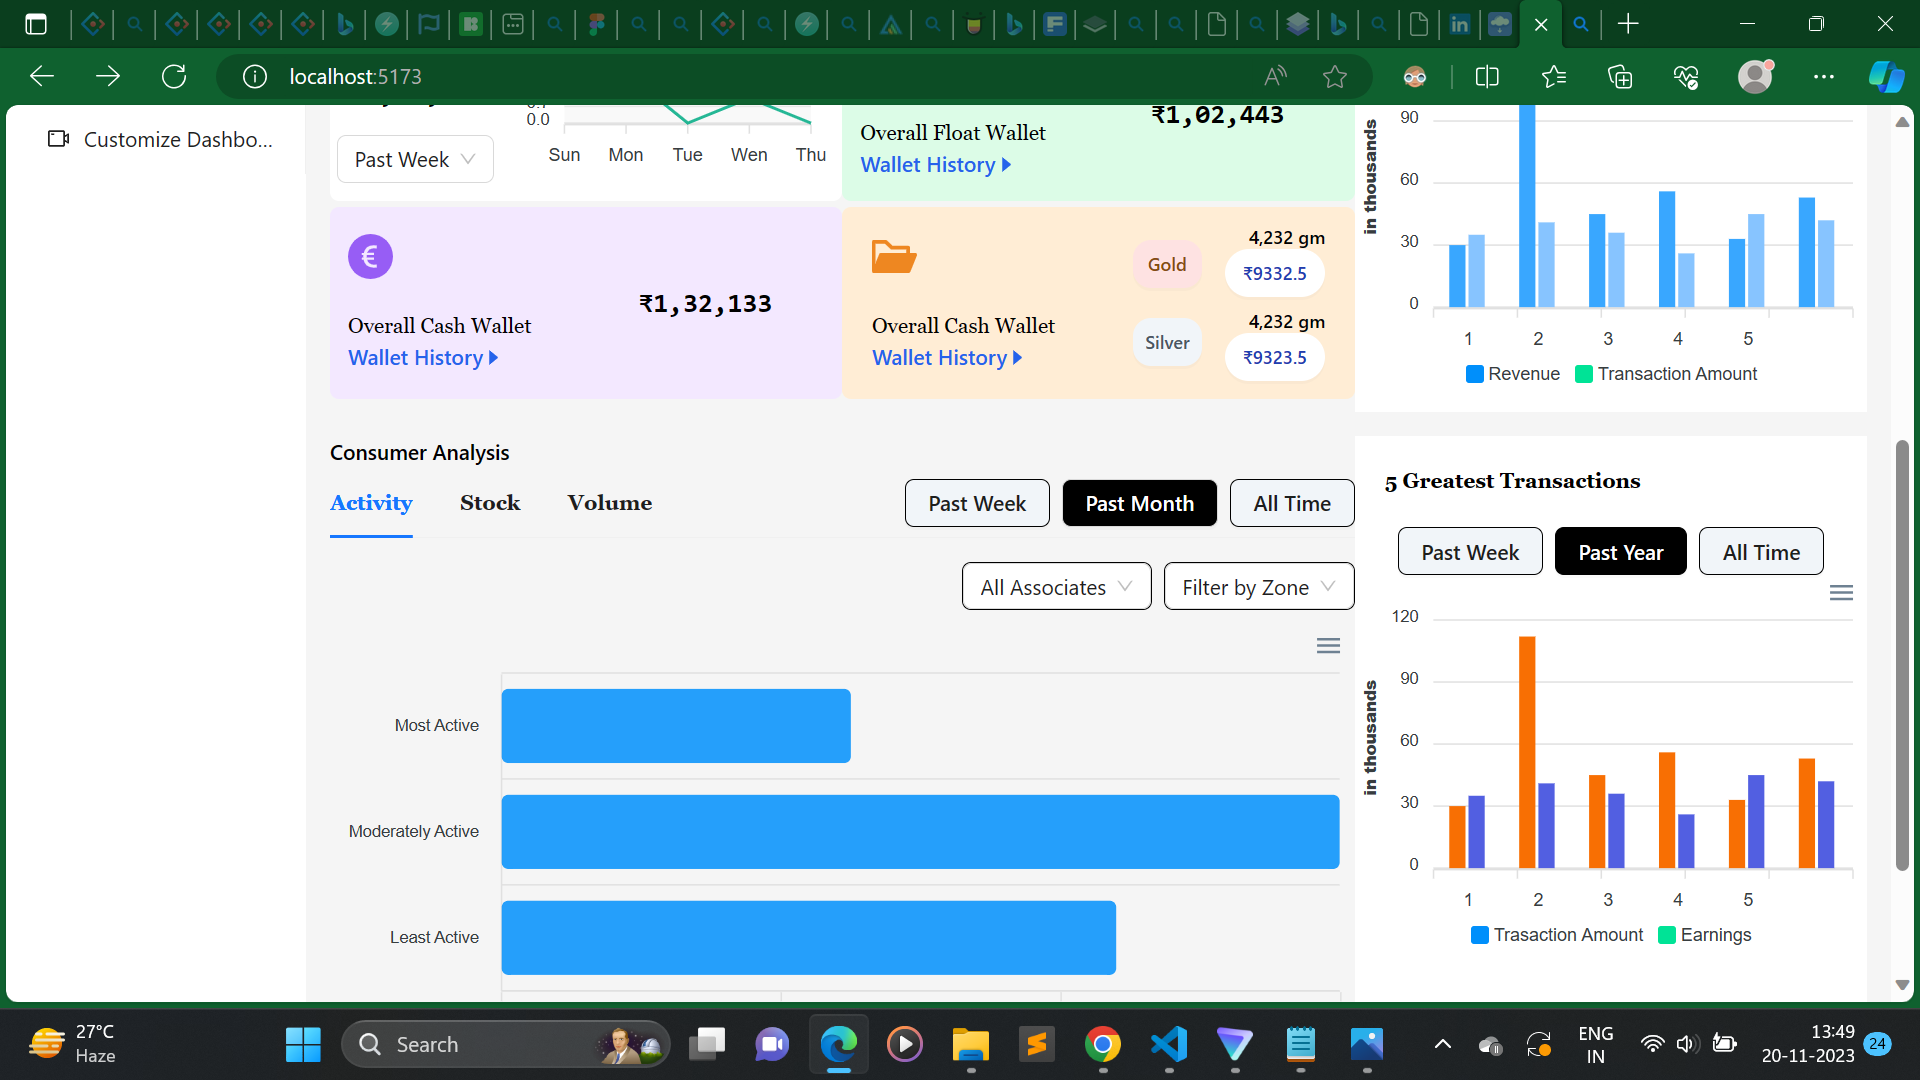 localhost:5173
Customize Dashbo...
Past Week
0.0
Sun Mon Tue Wen Thu
₹1,02,443
Overall Float Wallet
Wallet History
₹1,32,133
Overall Cash Wallet
Wallet History
Overall Cash Wallet
Wallet History
Gold
4,232 gm
₹9332.5
Silver
4,232 gm
₹9323.5
in thousands
90
60
30
0
1 2 3 4 5
Revenue Transaction Amount
Consumer Analysis
Activity Stock Volume
Past Week Past Month All Time
All Associates Filter by Zone
Most Active
Moderately Active
Least Active
5 Greatest Transactions
Past Week Past Year All Time
in thousands
120
90
60
30
0
1 2 3 4 5
Trasaction Amount Earnings
27°C
Haze
Search
ENG
IN
13:49
20-11-2023
24